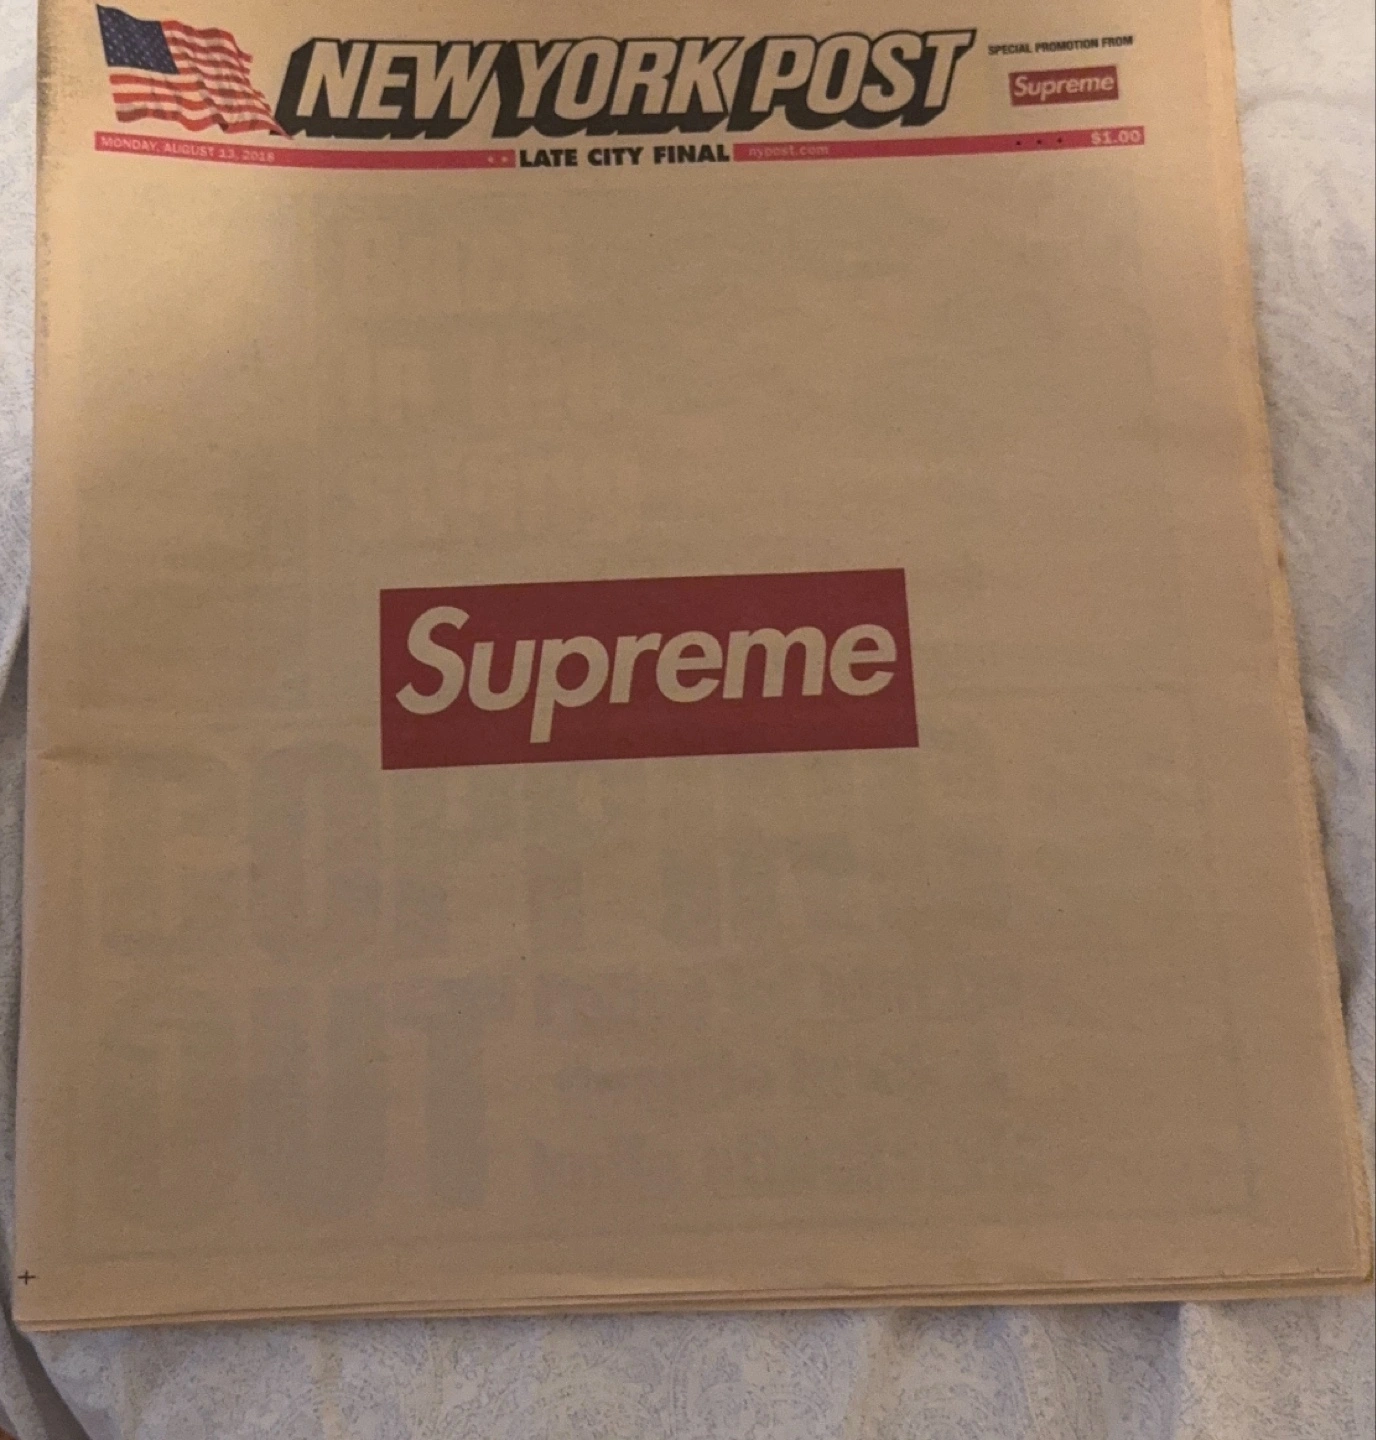 NEW YORK POST
SPECIAL PROMOTION FROM
Supreme
MONDAY, AUGUST 13, 2018
LATE CITY FINAL
nypost.com
$1.00
Supreme